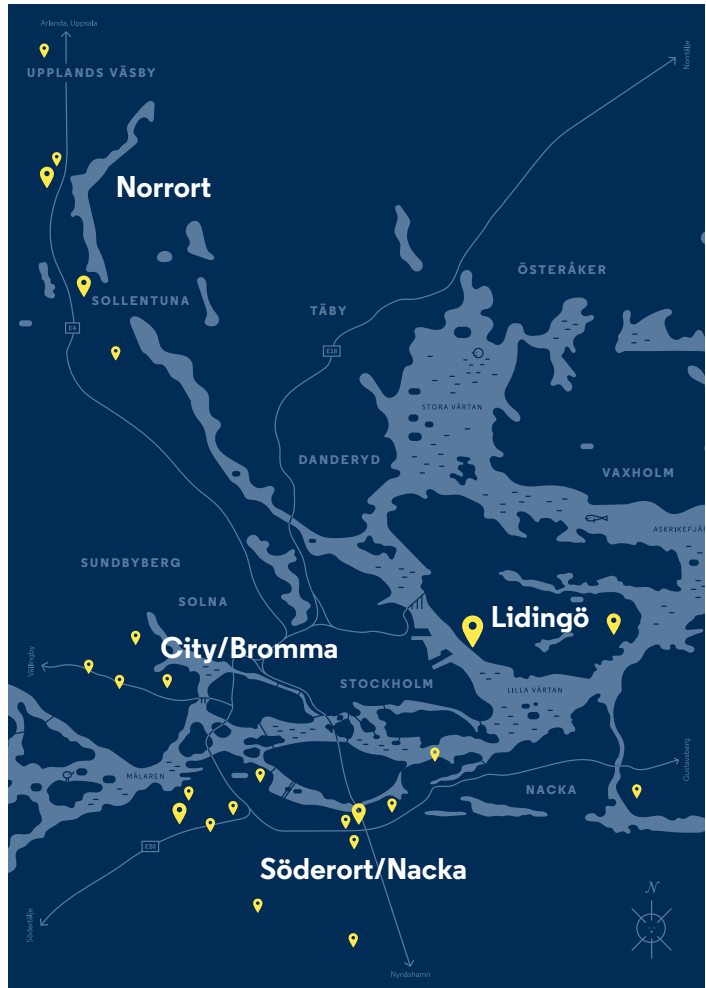 Arlanda, Uppsala
Norrtälje
UPPLANDS VÄSBY
Norrort
ÖSTERÅKER
SOLLENTUNA
TÄBY
E4
E18
STORA VÄRTAN
DANDERYD
VAXHOLM
ASKRIKEFJÄR
SUNDBYBERG
SOLNA
Lidingö
City/Bromma
Vällingby
STOCKHOLM
LILLA VÄRTAN
Gustavsberg
MÄLAREN
NACKA
E20
Söderort/Nacka
N
Södertälje
Nynäshamn